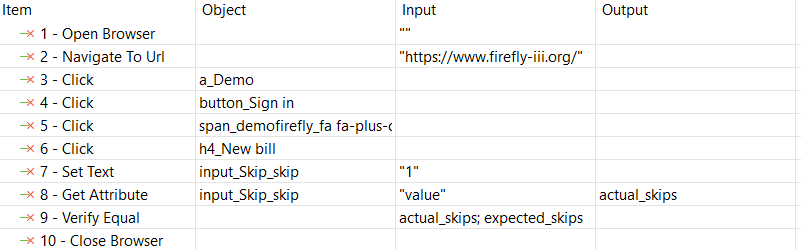 Item Object Input Output
1 - Open Browser ""
2 - Navigate To Url "https://www.firefly-iii.org/"
3 - Click a_Demo
4 - Click button_Sign in
5 - Click span_demofirefly_fa fa-plus-c
6 - Click h4_New bill
7 - Set Text input_Skip_skip "1"
8 - Get Attribute input_Skip_skip "value" actual_skips
9 - Verify Equal actual_skips; expected_skips
10 - Close Browser